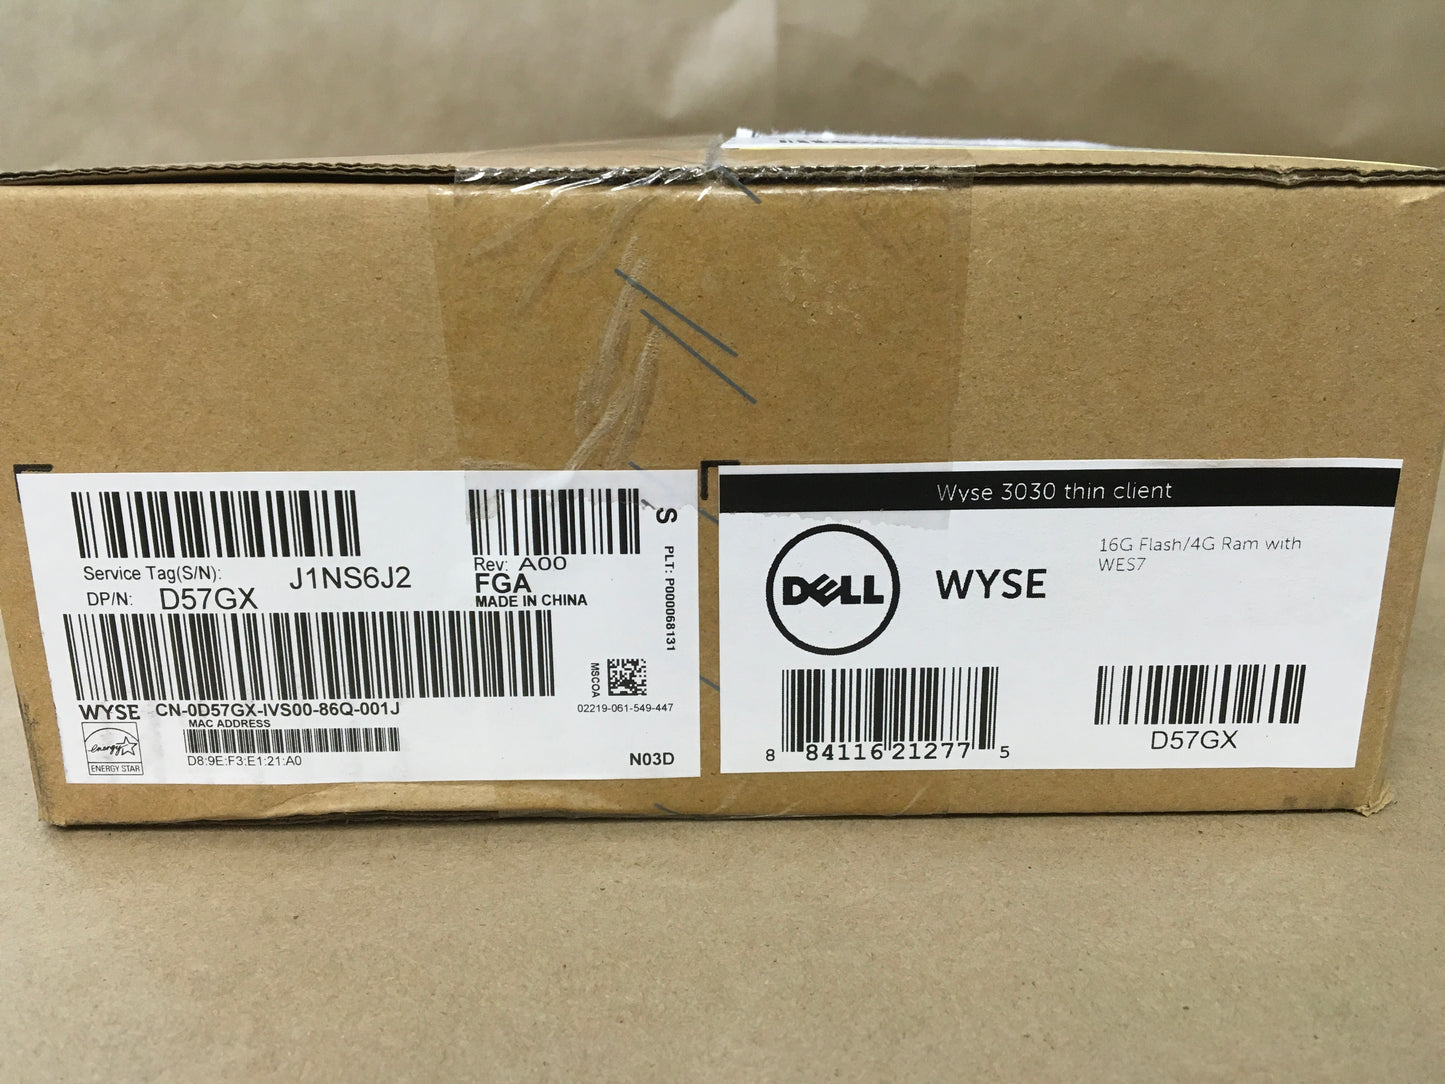 Service Tag(S/N): J1NS6J2
DP/N: D57GX
Rev: A00
FGA
MADE IN CHINA
S
PLT: P000068131
WYSE CN-0D57GX-IVS00-86Q-001J
MAC ADDRESS
D8:9E:F3:E1:21:A0
energy
ENERGY STAR
MSCOA
02219-061-549-447
N03D
Wyse 3030 thin client
DELL WYSE
16G Flash/4G Ram with
WES7
8 84116 21277 5
D57GX